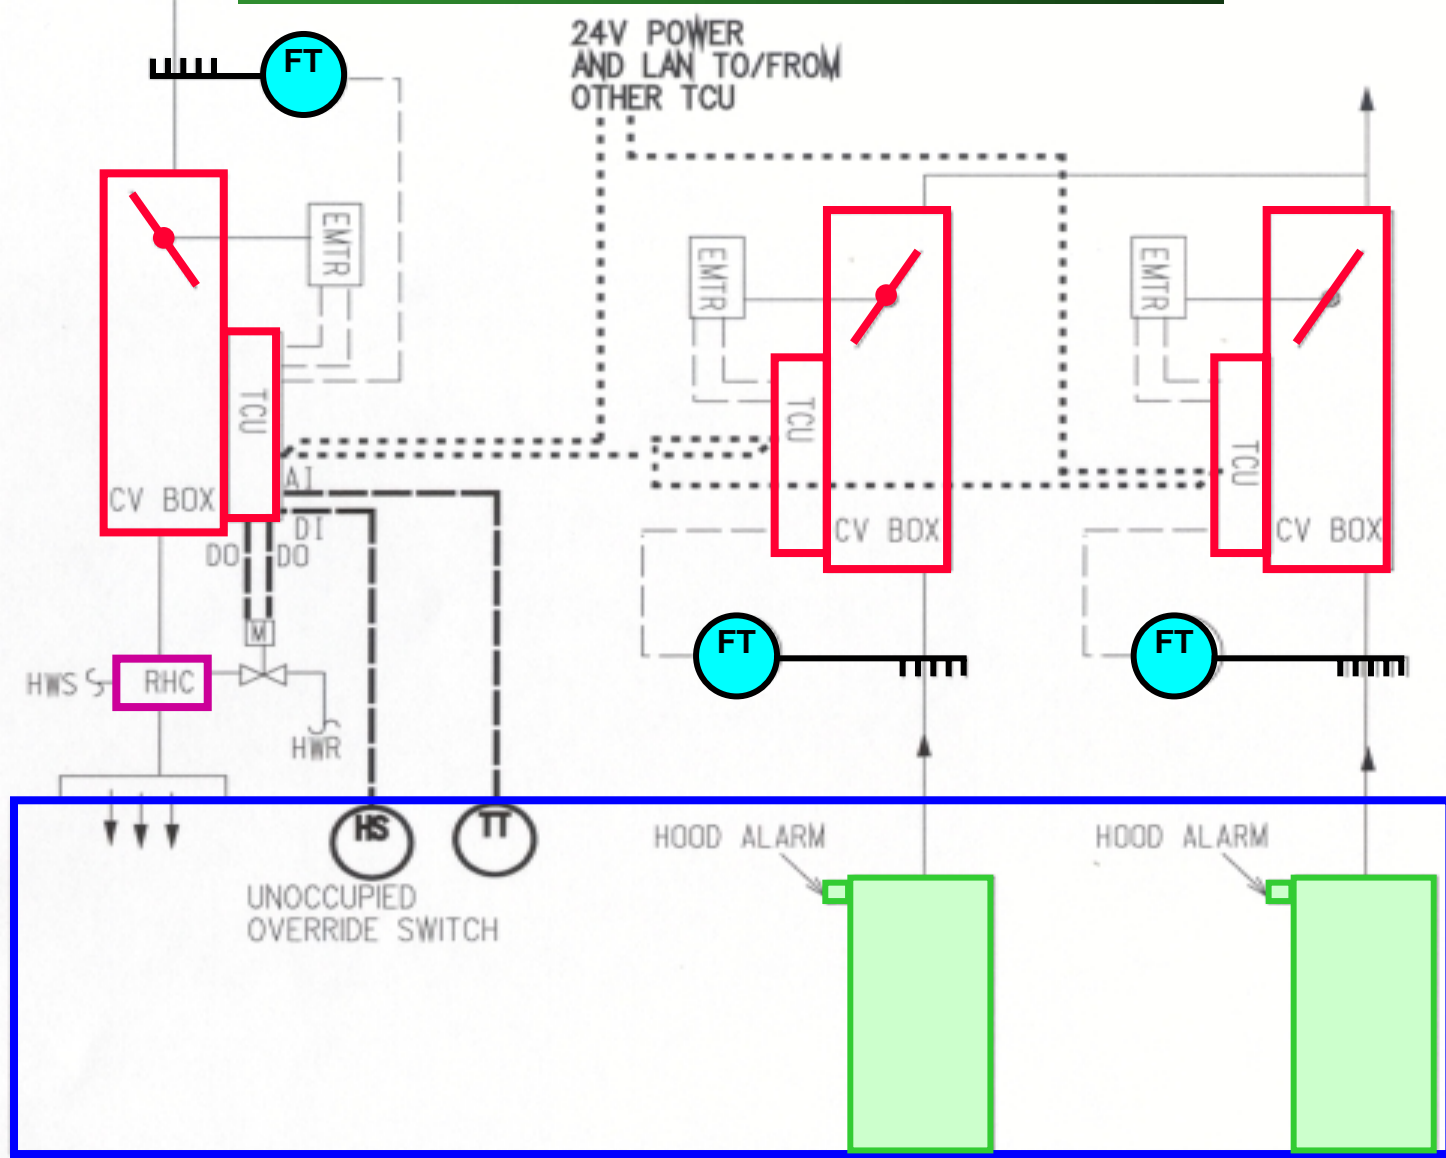 24V POWER
AND LAN TO/FROM
OTHER TCU
FT
EMTR
EMTR
EMTR
TCU
TCU
TCU
AI
CV BOX
DI
DO
DO
CV BOX
CV BOX
M
FT
FT
HWS
RHC
HWR
HS
TT
HOOD ALARM
HOOD ALARM
UNOCCUPIED
OVERRIDE SWITCH